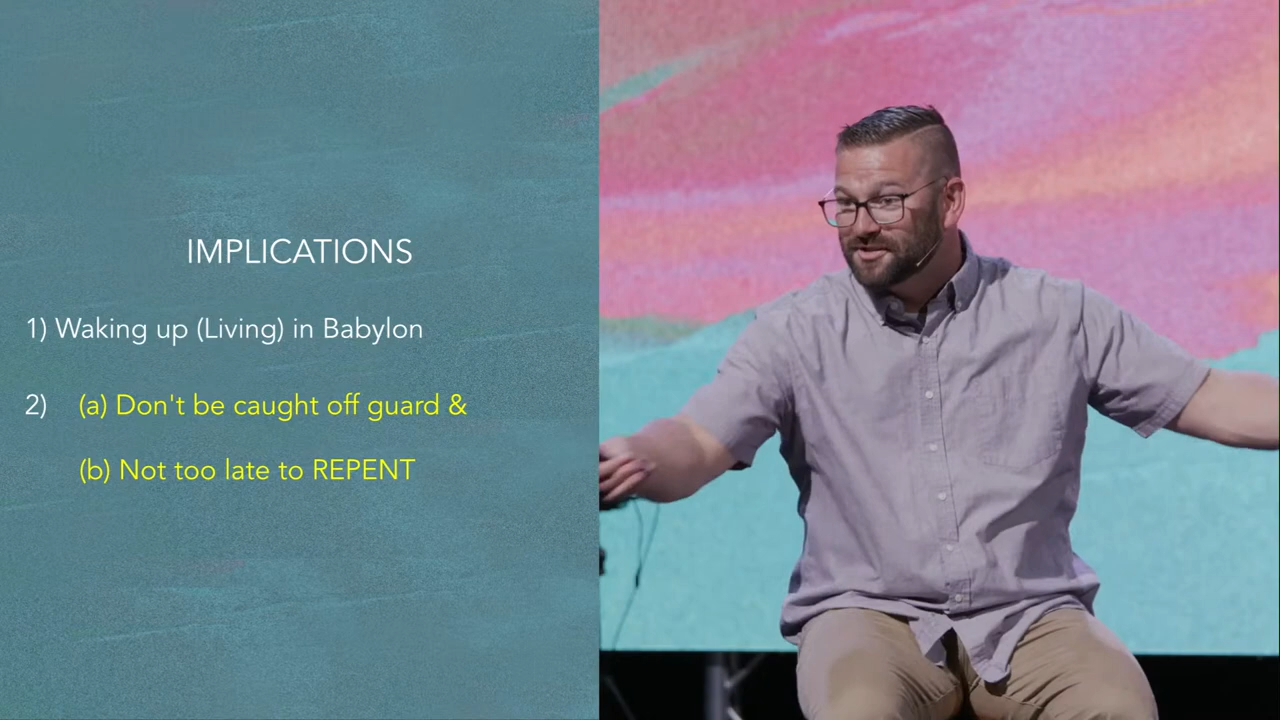 IMPLICATIONS
1) Waking up (Living) in Babylon
2) (a) Don't be caught off guard &
(b) Not too late to REPENT